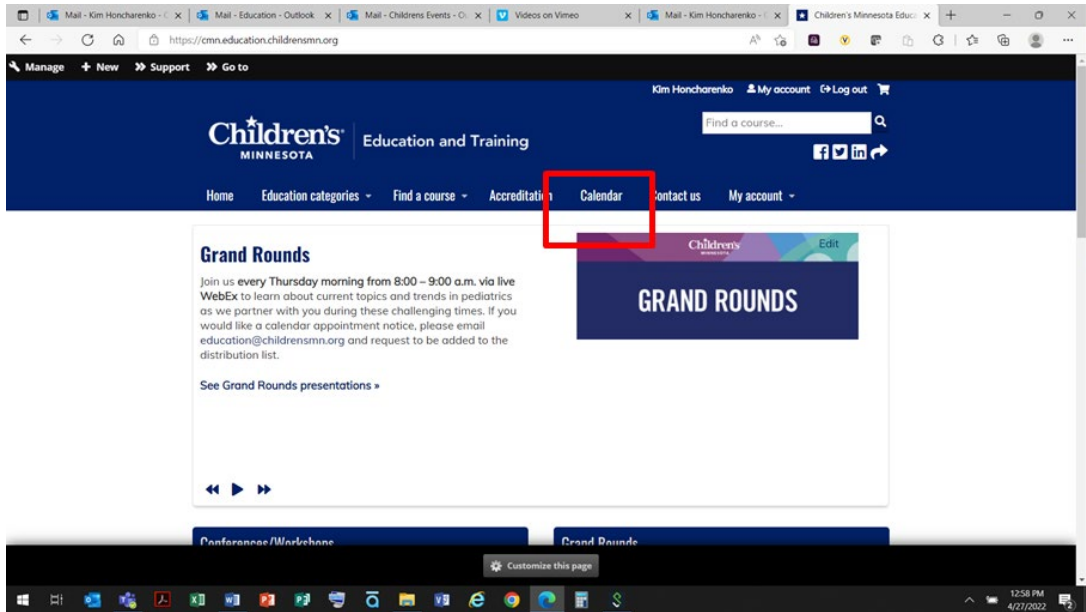 Mail - Kim Honcharenko - C
Mail - Education - Outlook
Mail - Childrens Events - O
Videos on Vimeo
Mail - Kim Honcharenko -
Children's Minnesota Educa
https://cmn.education.childrensmn.org
Manage + New Support Go to
Kim Honcharenko My account Log out
Children's
MINNESOTA
Education and Training
Find a course...
Home Education categories Find a course Accreditation Calendar Contact us My account
Grand Rounds
Join us every Thursday morning from 8:00 – 9:00 a.m. via live
WebEx to learn about current topics and trends in pediatrics
as we partner with you during these challenging times. If you
would like a calendar appointment
notice, please email
education@childrensmn.org and request to be added to the
distribution list.
See Grand Rounds presentations »
Children's
MINNESOTA
Edit
GRAND ROUNDS
Conferences/Workshops
Grand Rounds
Customize this page
12:58 PM
4/27/2022